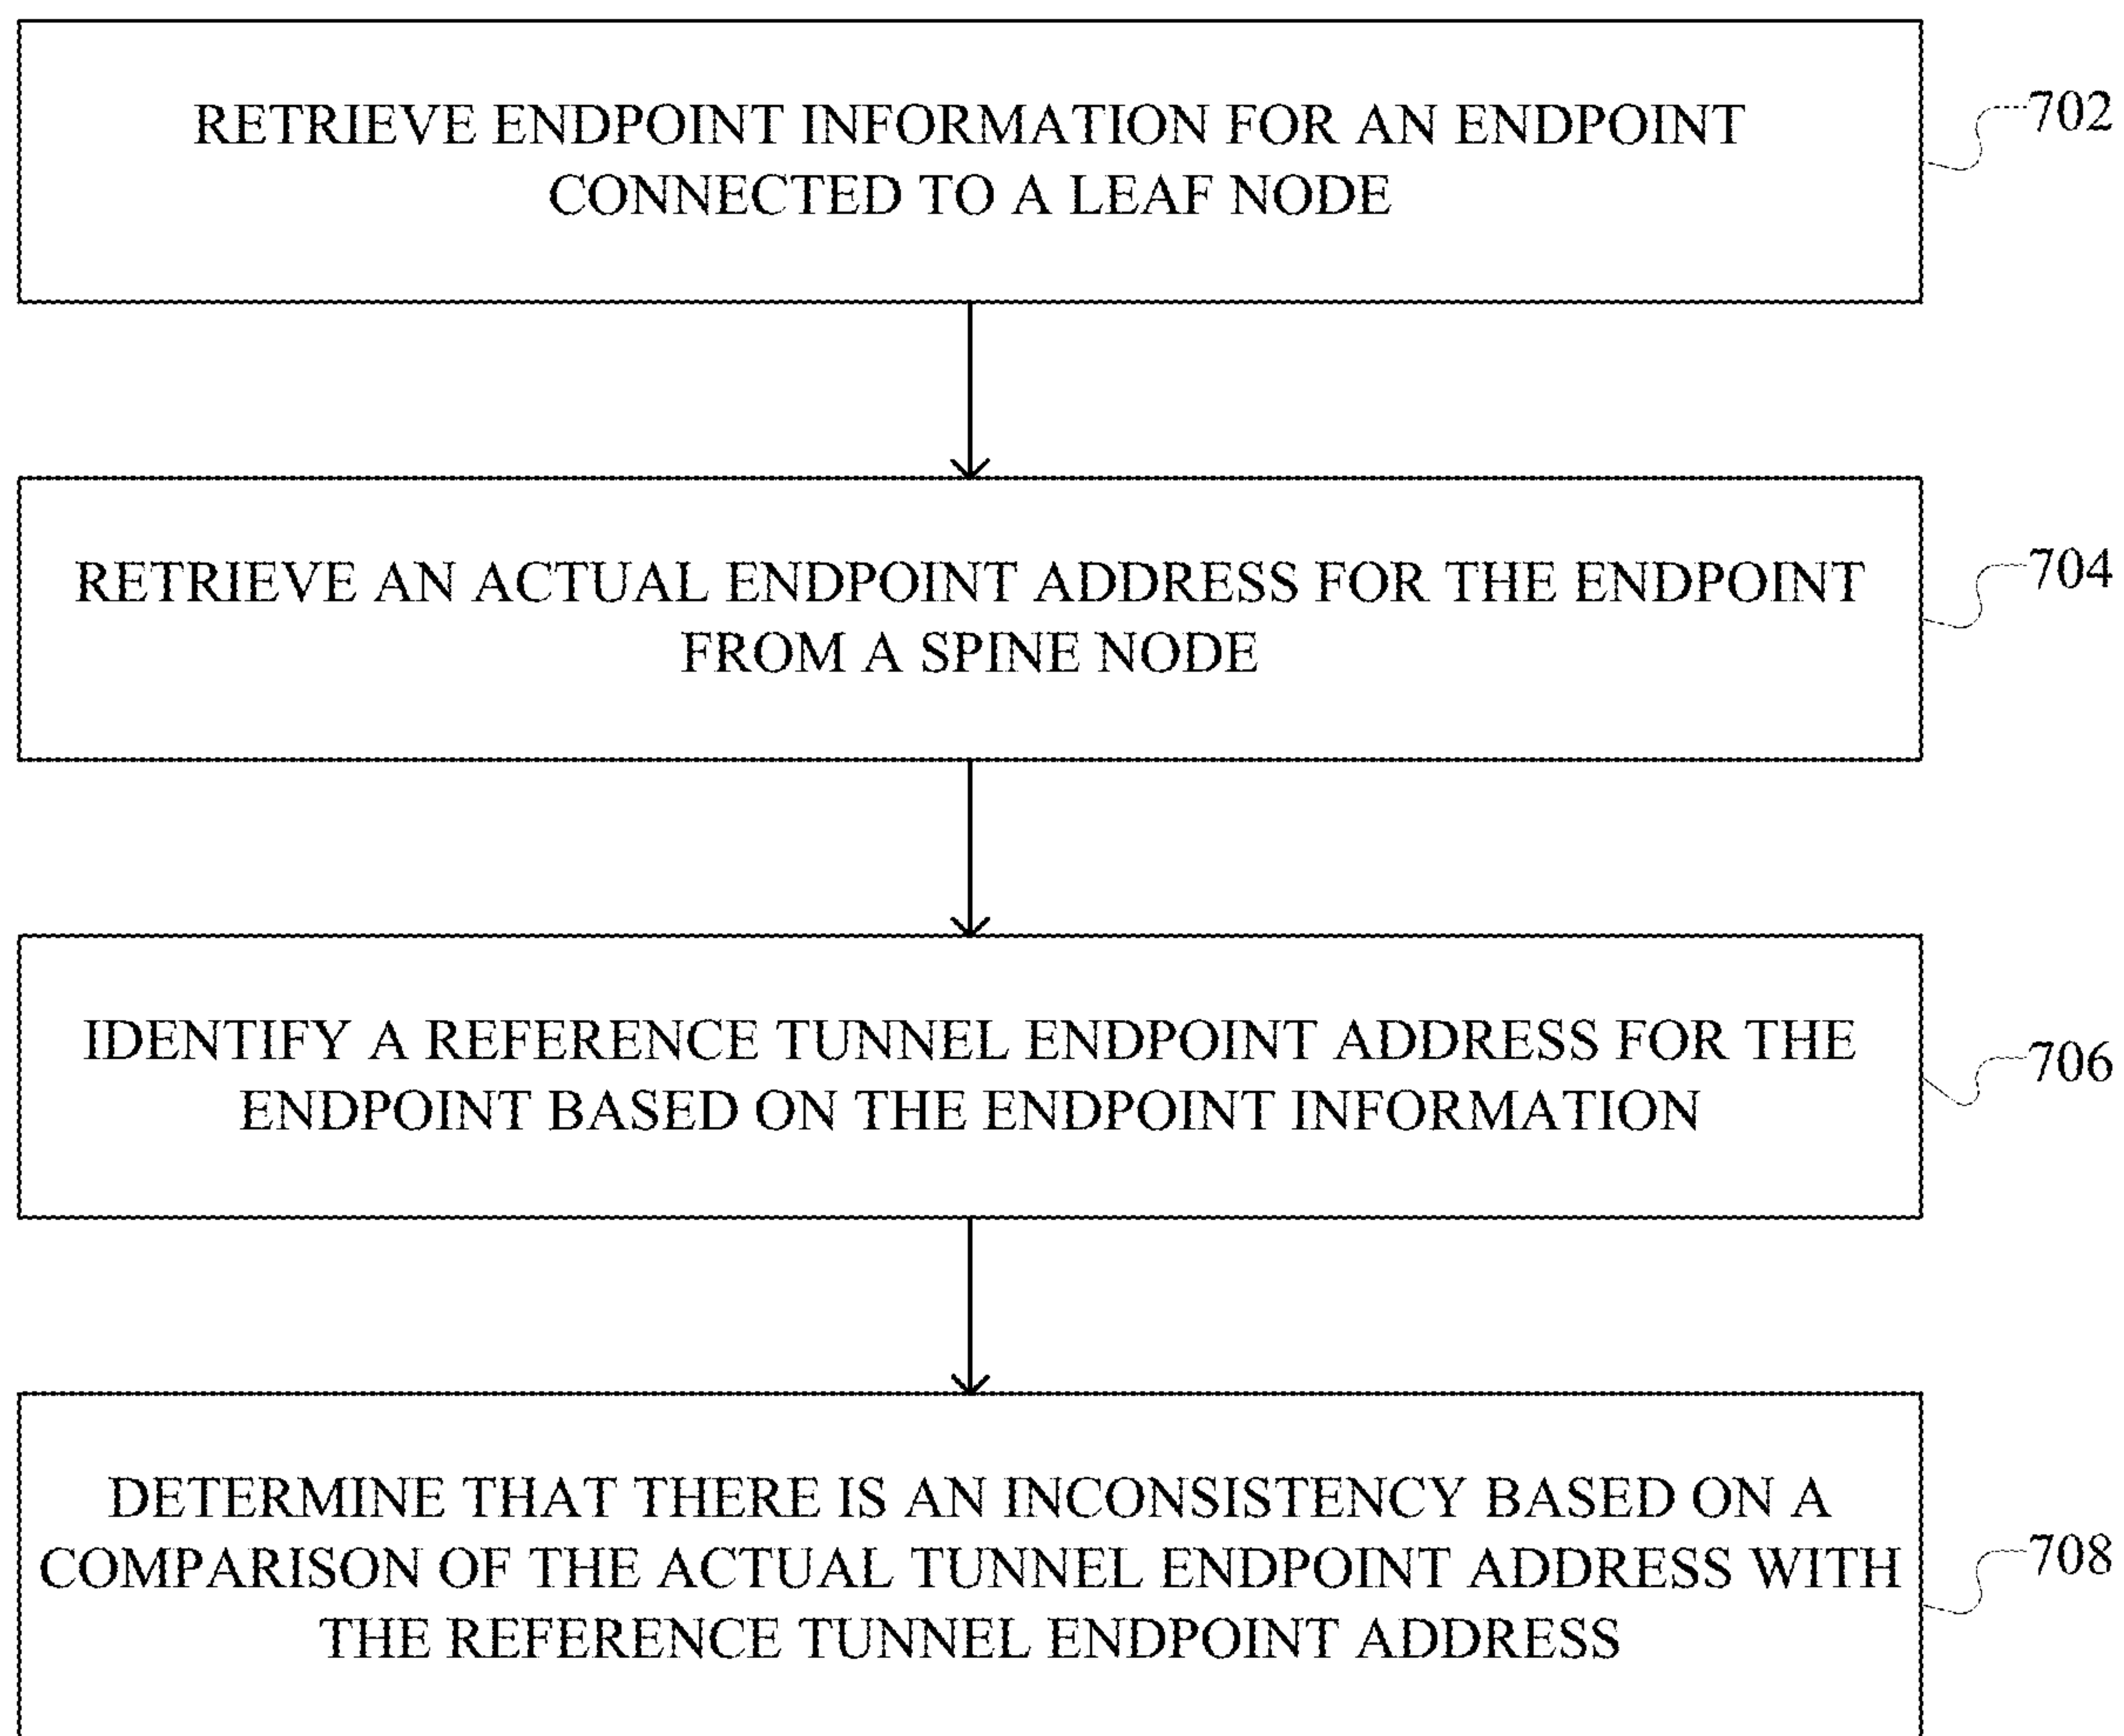 RETRIEVE ENDPOINT INFORMATION FOR AN ENDPOINT
CONNECTED TO A LEAF NODE
702
RETRIEVE AN ACTUAL ENDPOINT ADDRESS FOR THE ENDPOINT
FROM A SPINE NODE
704
IDENTIFY A REFERENCE TUNNEL ENDPOINT ADDRESS FOR THE
ENDPOINT BASED ON THE ENDPOINT INFORMATION
706
DETERMINE THAT THERE IS AN INCONSISTENCY BASED ON A
COMPARISON OF THE ACTUAL TUNNEL ENDPOINT ADDRESS WITH
THE REFERENCE TUNNEL ENDPOINT ADDRESS
708